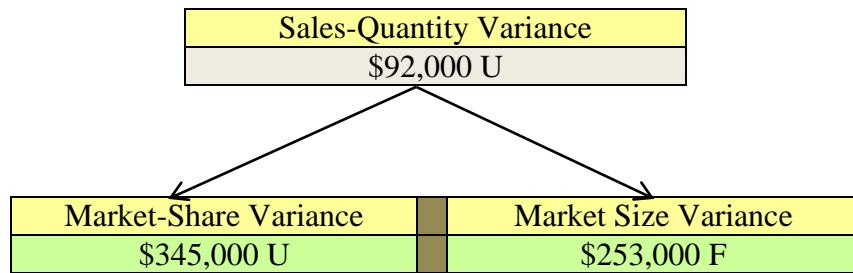 Sales-Quantity Variance
$92,000 U
Market-Share Variance
Market Size Variance
$345,000 U
$253,000 F